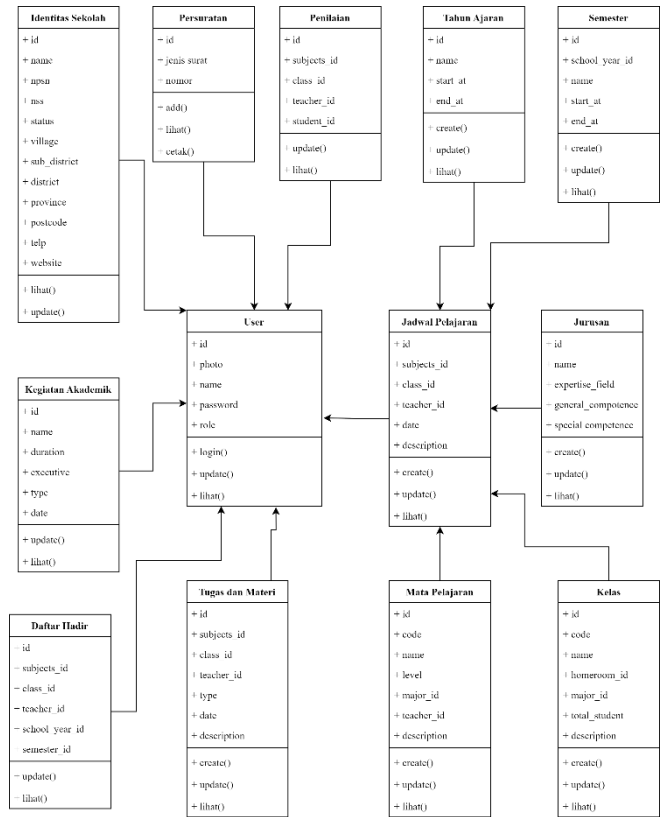 Identitas Sekolah
+ id
+ name
+ npsn
+ nss
+ status
+ village
+ sub_district
+ district
+ province
+ postcode
+ telp
+ website
+ lihat()
+ update()
Persuratan
+ id
+ jenis surat
+ nomor
+ add()
+ lihat()
+ cetak()
Penilaian
+ id
+ subjects_id
+ class_id
+ teacher_id
+ student_id
+ update()
+ lihat()
Tahun Ajaran
+ id
+ name
+ start_at
+ end_at
+ create()
+ update()
+ lihat()
Semester
+ id
+ school_year_id
+ name
+ start_at
+ end_at
+ create()
+ update()
+ lihat()
User
+ id
+ photo
+ name
+ password
+ role
+ login()
+ update()
+ lihat()
Jadwal Pelajaran
+ id
+ subjects_id
+ class_id
+ teacher_id
+ date
+ description
+ create()
+ update()
+ lihat()
Jurusan
+ id
+ name
+ expertise_field
+ general_compotence
+ special competence
+ create()
+ update()
+ lihat()
Kegiatan Akademik
+ id
+ name
+ duration
+ executive
+ type
+ date
+ update()
+ lihat()
Daftar Hadir
+ id
+ subjects_id
+ class_id
+ teacher_id
+ school_year_id
semester_id
+ update()
+ lihat()
Tugas dan Materi
+ id
+ subjects_id
+ class_id
+ teacher_id
+ type
+ date
+ description
+ create()
+ update()
+ lihat()
Mata Pelajaran
+ id
+ code
+ name
+ level
+ major_id
+ teacher_id
+ description
+ create()
+ update()
+ lihat()
Kelas
+ id
+ code
+ name
+ homeroom_id
+ major_id
+ total_student
+ description
+ create()
+ update()
+ lihat()